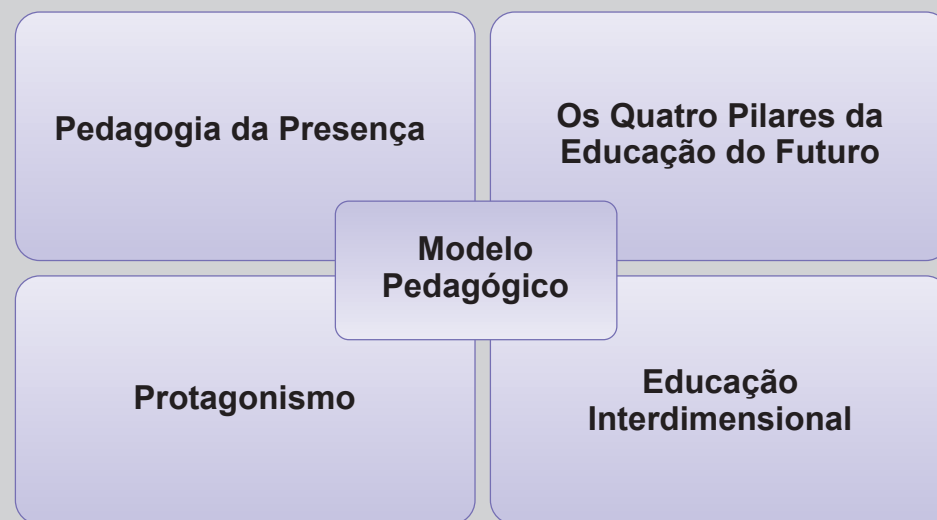 Pedagogia da Presença
Os Quatro Pilares da
Educação do Futuro
Modelo
Pedagógico
Protagonismo
Educação
Interdimensional